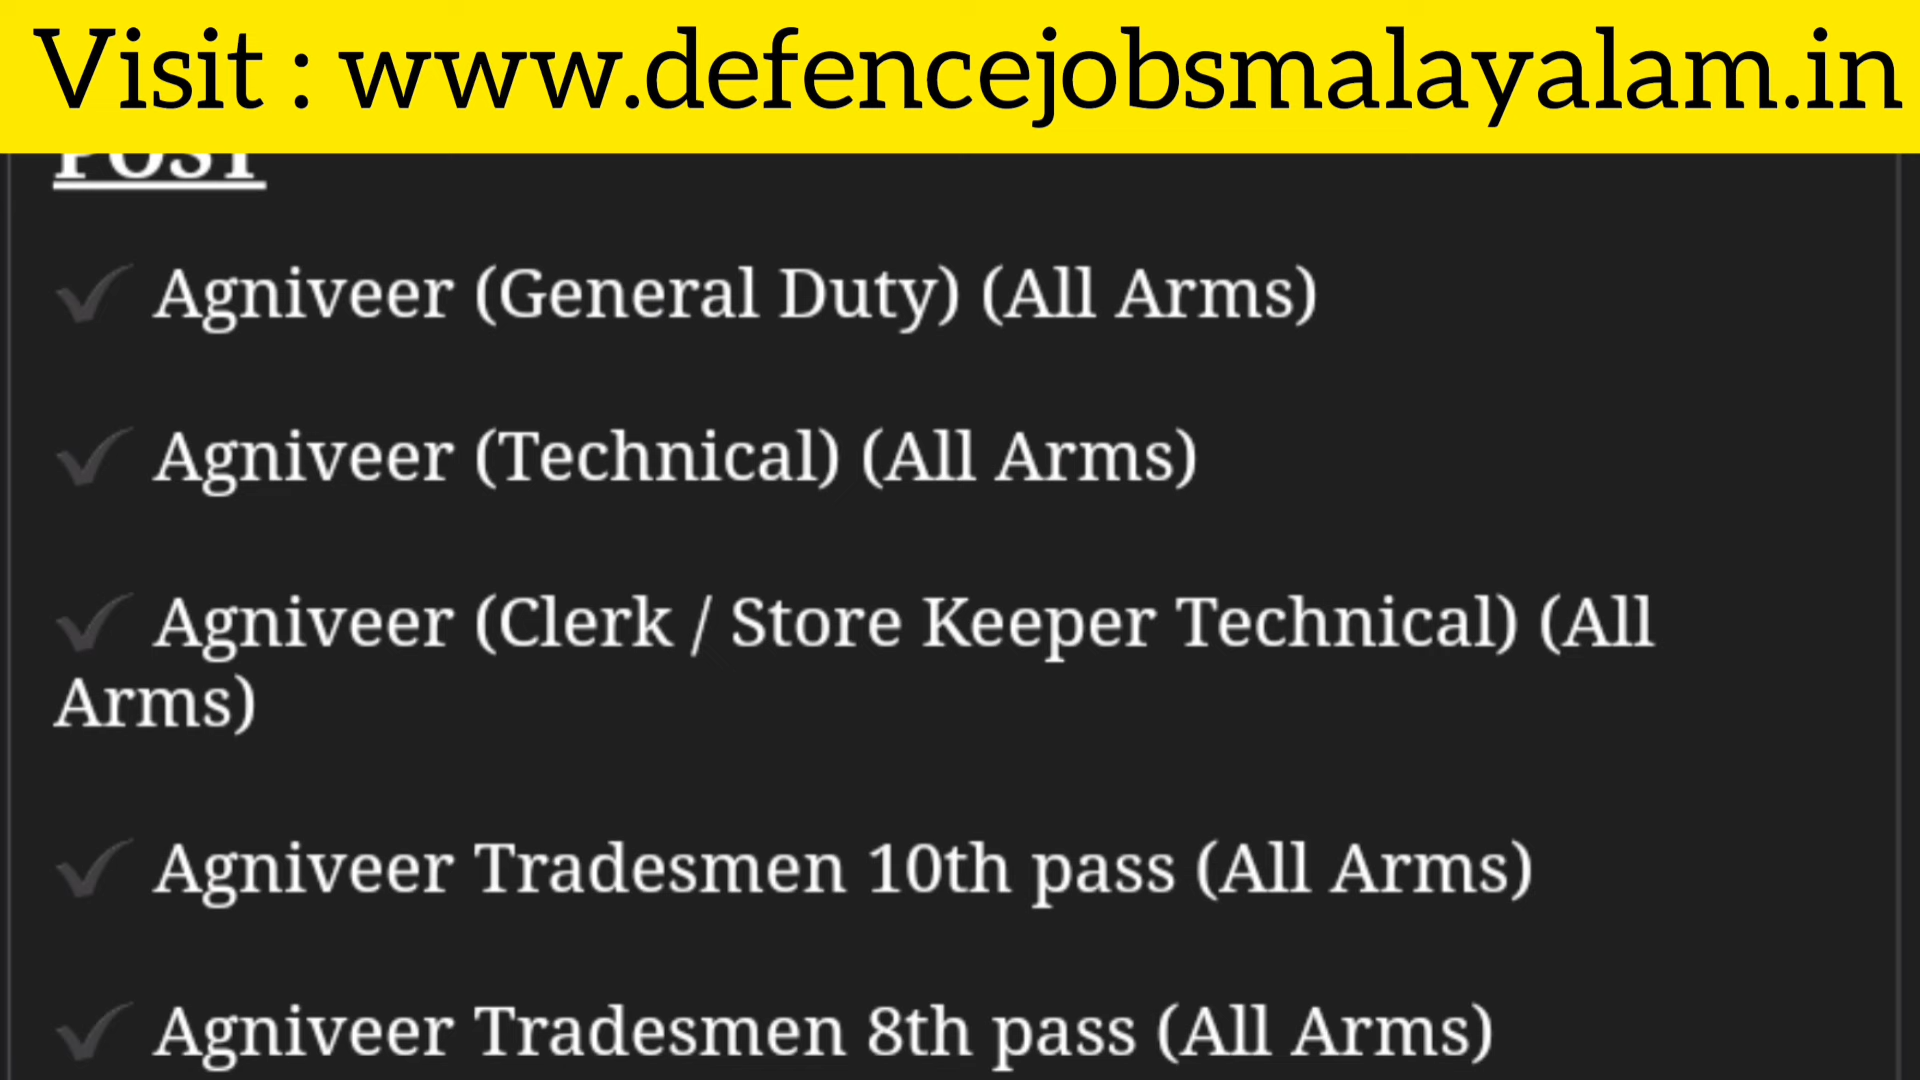 Visit : www.defencejobsmalayalam.in
POST
✓ Agniveer (General Duty) (All Arms)
✓ Agniveer (Technical) (All Arms)
✓ Agniveer (Clerk / Store Keeper Technical) (All
Arms)
✓ Agniveer Tradesmen 10th pass (All Arms)
✓ Agniveer Tradesmen 8th pass (All Arms)